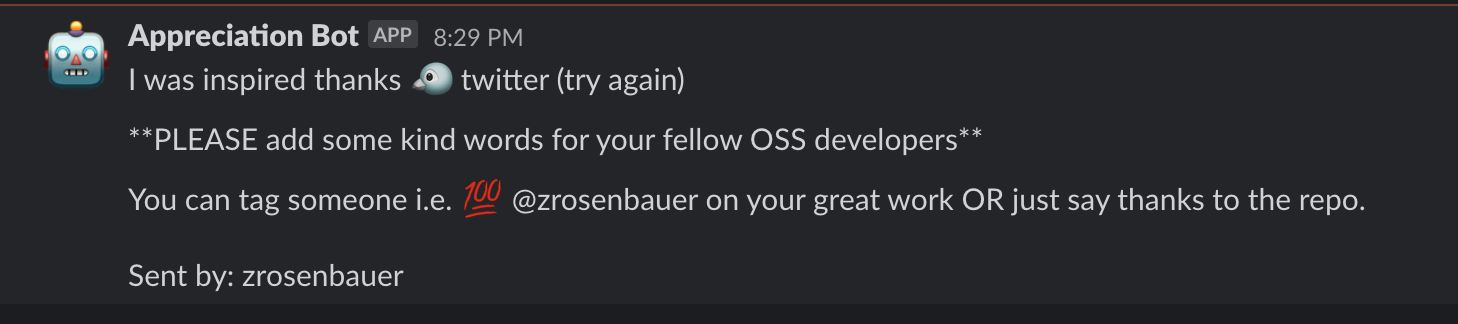 Appreciation Bot APP 8:29 PM
I was inspired thanks 🐦 twitter (try again)
**PLEASE add some kind words for your fellow OSS developers**
You can tag someone i.e. 💯 @zrosenbauer on your great work OR just say thanks to the repo.
Sent by: zrosenbauer